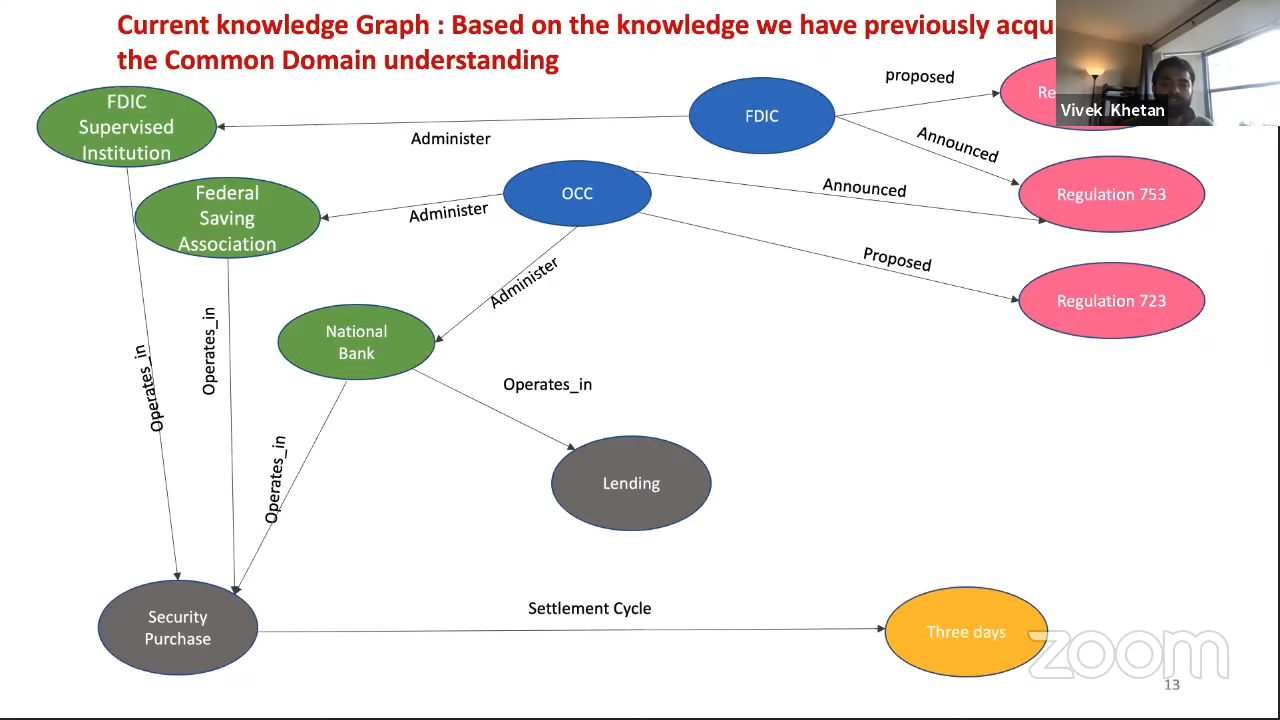 Current knowledge Graph : Based on the knowledge we have previously
the Common Domain understanding
Vivek Khetan
FDIC
Supervised
Institution
Administer
FDIC
proposed
Announced
Federal
Saving
Association
Administer
OCC
Announced
Regulation 753
Administer
Proposed
Regulation 723
National
Bank
Operates_in
Operates_in
Operates_in
Operates_in
Lending
Security
Purchase
Settlement Cycle
Three days
zoom
13